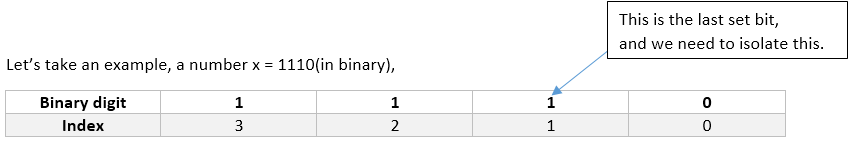 This is the last set bit,
and we need to isolate this.
Let’s take an example, a number x = 1110(in binary),
Binary digit 1 1 1 0
Index 3 2 1 0